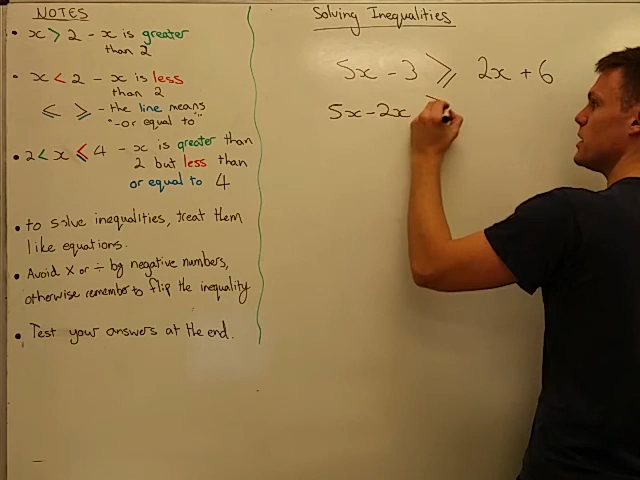 NOTES
• x > 2 - x is greater
than 2
• x < 2 - x is less
than 2
≤ ≥ - the line means
"-or equal to"
• 2 < x ≤ 4 - x is greater than
2 but less than
or equal to 4
• to solve inequalities, treat them
like equations.
• Avoid × or ÷ by negative numbers,
otherwise remember to flip the inequality
• Test your answers at the end.
Solving Inequalities
5x - 3 ≥ 2x + 6
5x - 2x